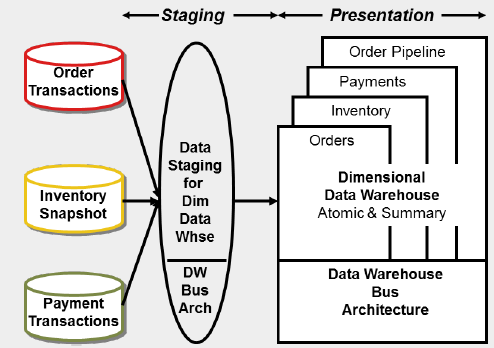 Staging
Presentation
Order
Transactions
Inventory
Snapshot
Payment
Transactions
Data
Staging
for
Dim
Data
Whse
DW
Bus
Arch
Order Pipeline
Payments
Inventory
Orders
Dimensional
Data Warehouse
Atomic & Summary
Data Warehouse
Bus
Architecture